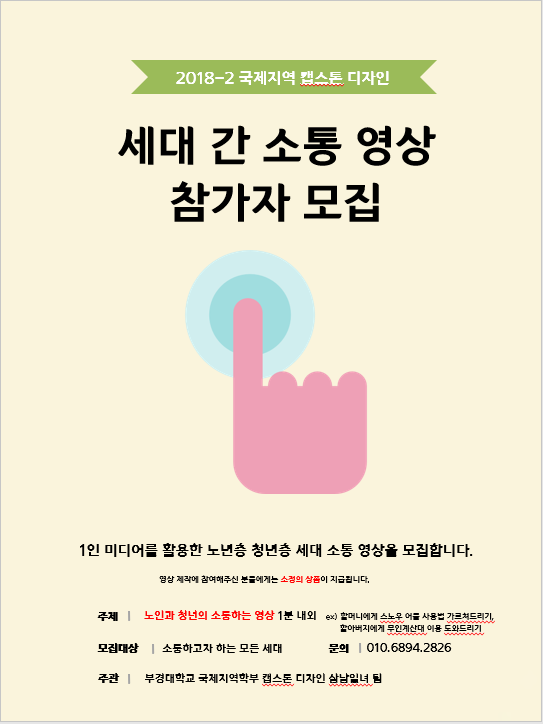 2018-2 국제지역 캡스톤 디자인
세대 간 소통 영상
참가자 모집
1인 미디어를 활용한 노년층 청년층 세대 소통 영상을 모집합니다.
영상 제작에 참여해주신 분들에게는 소정의 상품이 지급됩니다.
주제 | 노인과 청년의 소통하는 영상 1분 내외 ex) 할머니에게 스노우 어플 사용법 가르쳐드리기,
할아버지에게 무인계산대 이용 도와드리기
모집대상 | 소통하고자 하는 모든 세대 문의 | 010.6894.2826
주관 | 부경대학교 국제지역학부 캡스톤 디자인 삼남일녀 팀